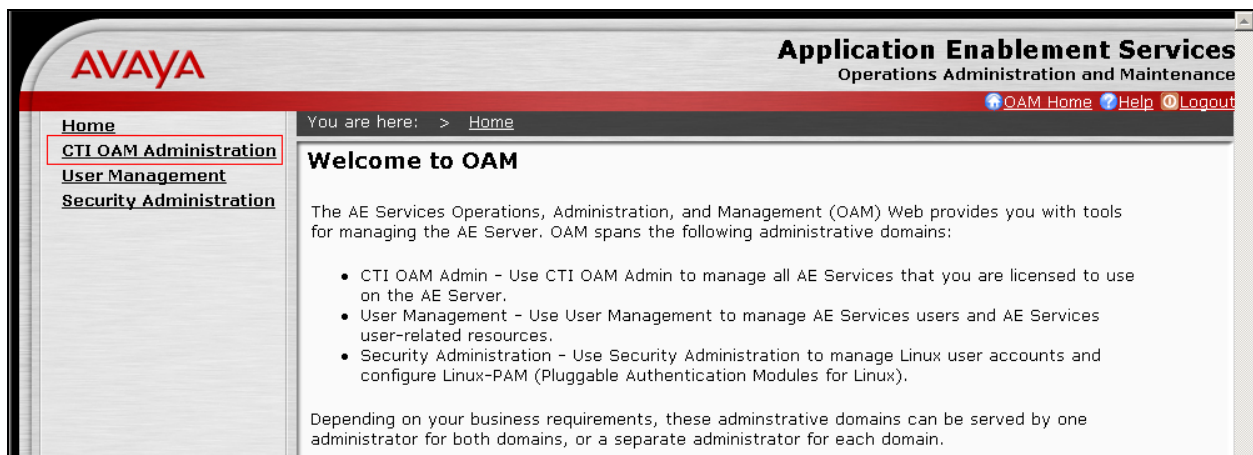 AVAYA
Application Enablement Services
Operations Administration and Maintenance
OAM Home Help Logout
Home
CTI OAM Administration
User Management
Security Administration
You are here: > Home
Welcome to OAM
The AE Services Operations, Administration, and Management (OAM) Web provides you with tools
for managing the AE Server. OAM spans the following administrative domains:
• CTI OAM Admin - Use CTI OAM Admin to manage all AE Services that you are licensed to use
on the AE Server.
• User Management - Use User Management to manage AE Services users and AE Services
user-related resources.
• Security Administration - Use Security Administration to manage Linux user accounts and
configure Linux-PAM (Pluggable Authentication Modules for Linux).
Depending on your business requirements, these adminstrative domains can be served by one
administrator for both domains, or a separate administrator for each domain.